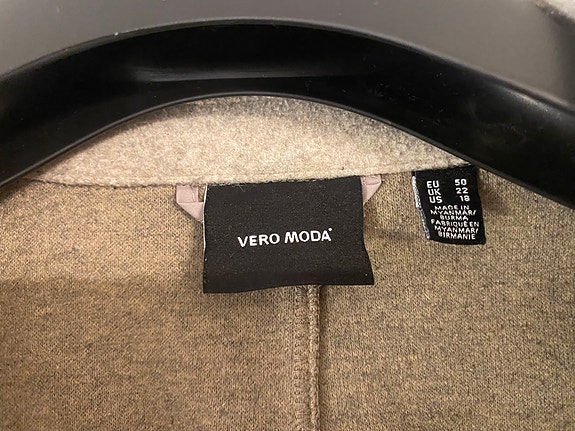 VERO MODA®
EU 50
UK 22
US 18
MADE IN
MYANMAR/
BURMA
FABRIQUÉ EN
MYANMAR/
BIRMANIE